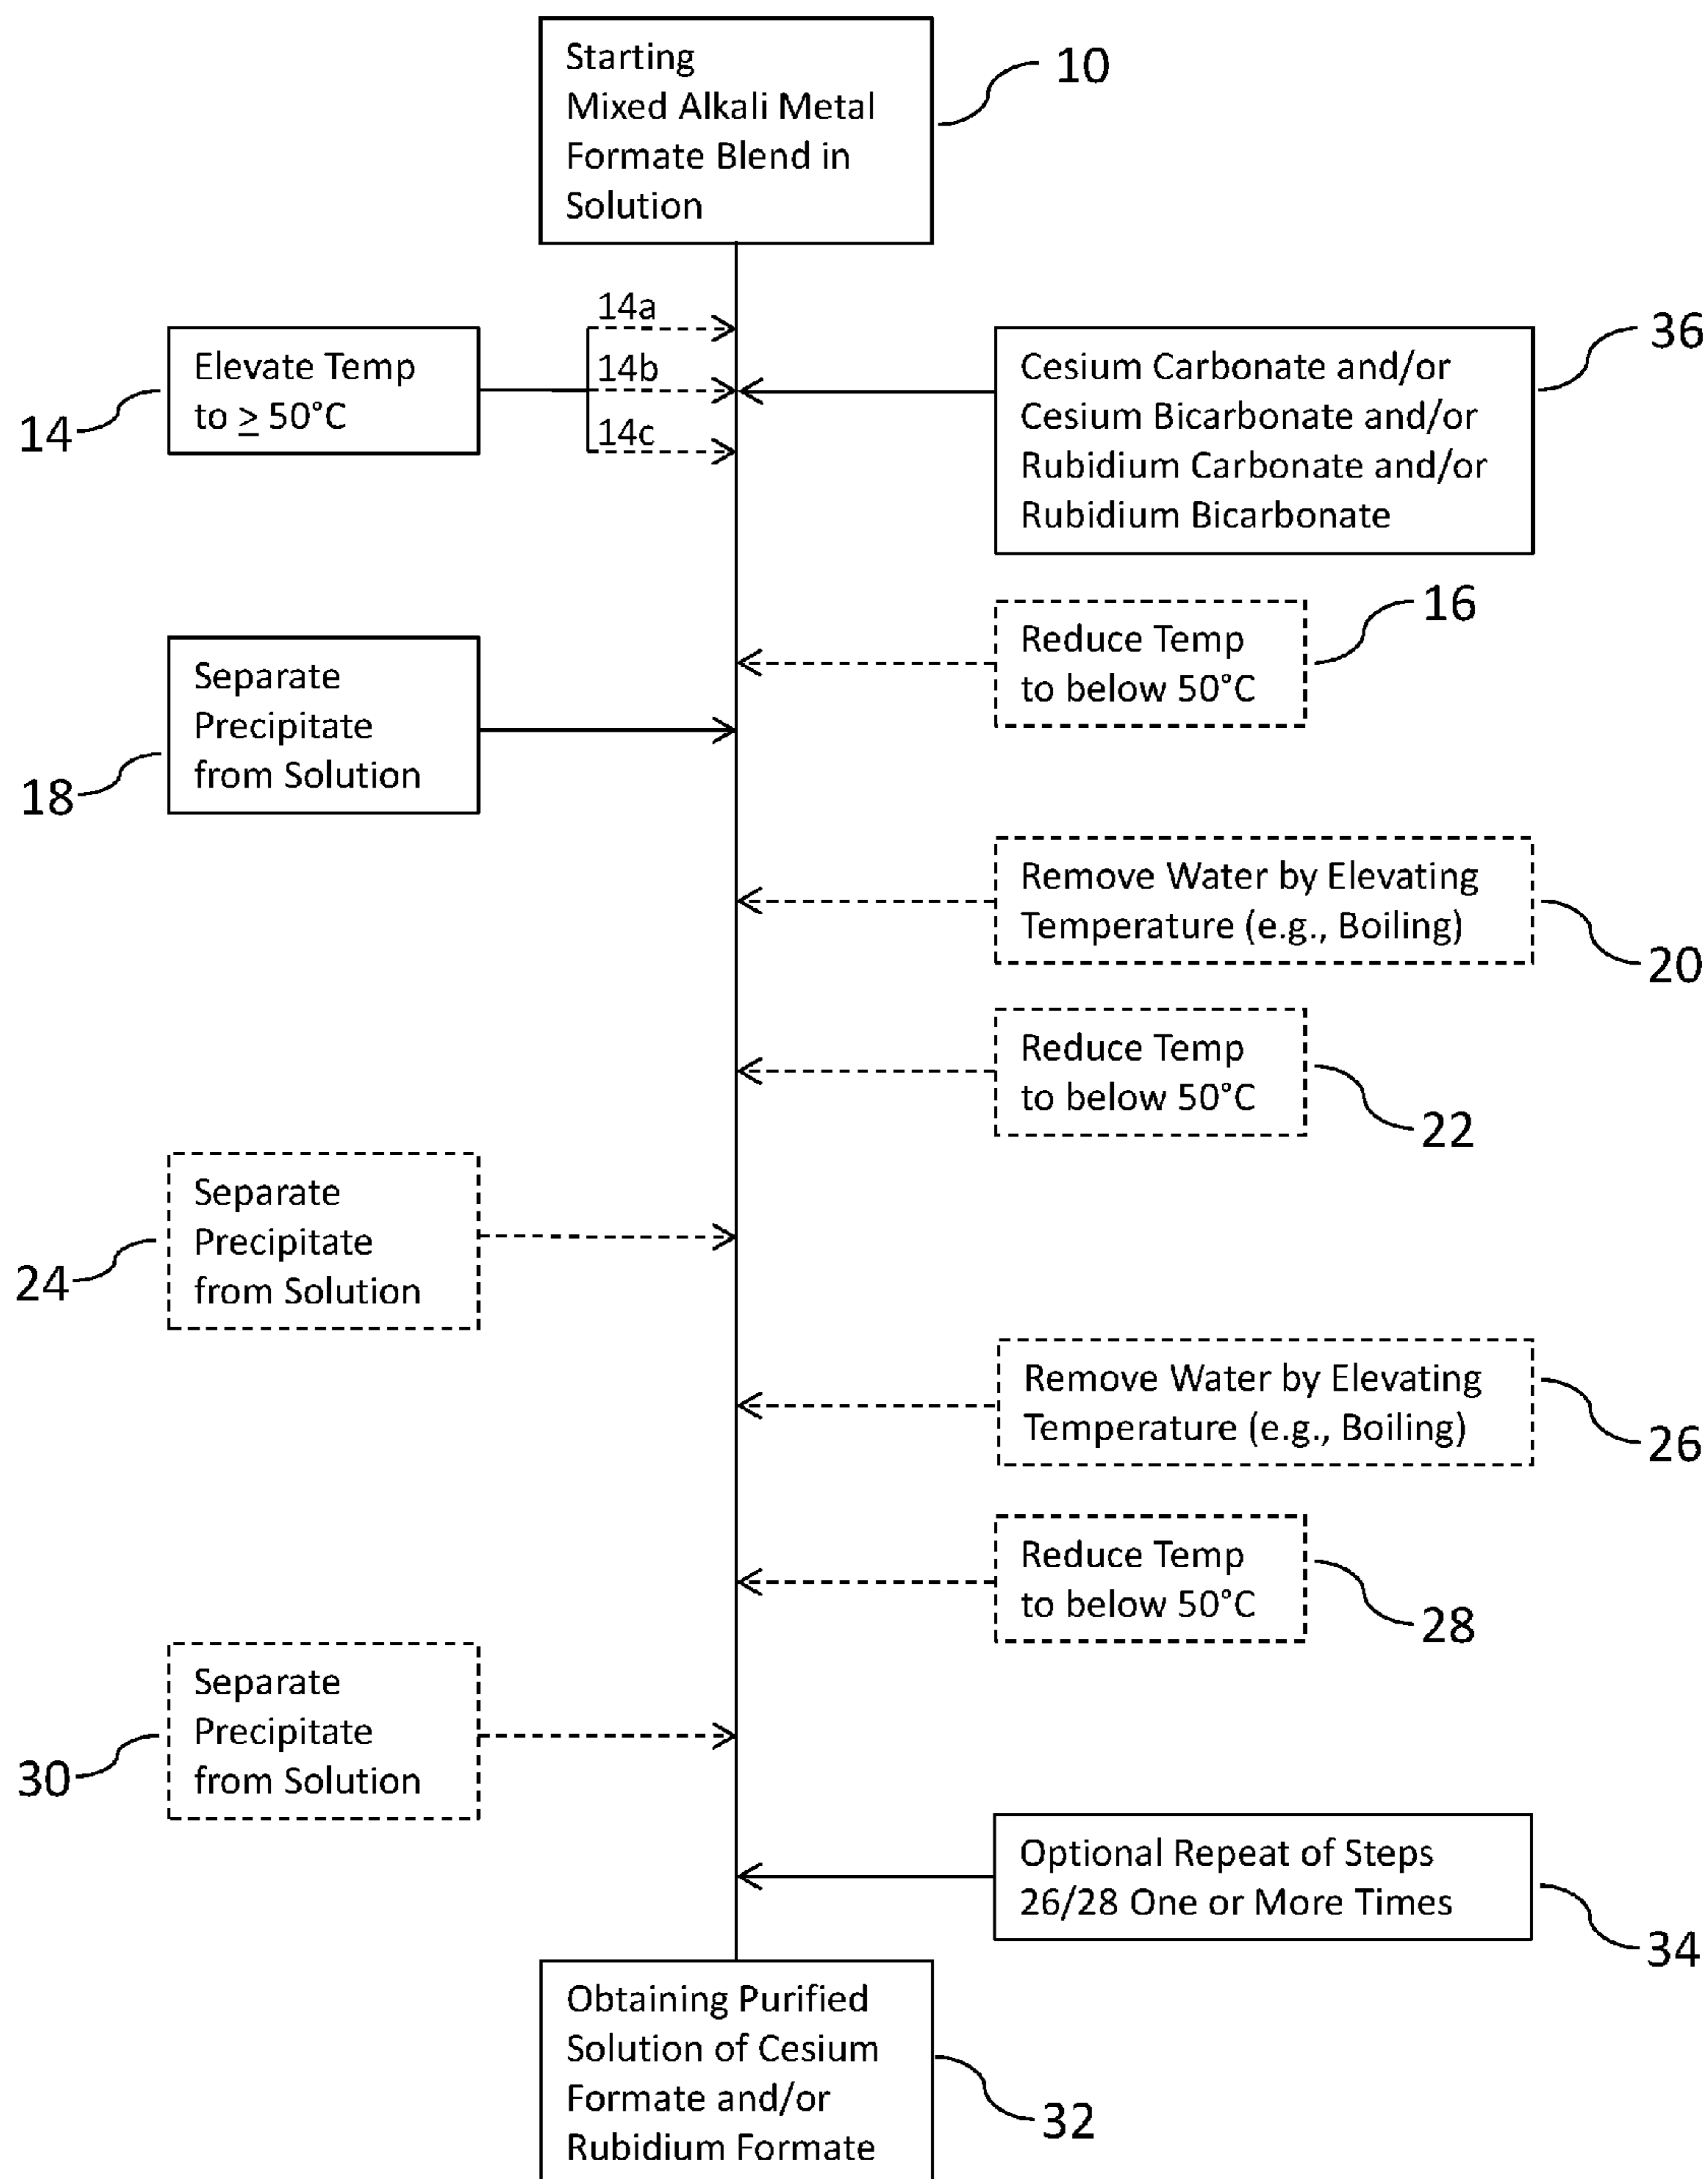 Starting
Mixed Alkali Metal
Formate Blend in
Solution
10
14a
14b
14c
Elevate Temp
to ≥ 50°C
14
Cesium Carbonate and/or
Cesium Bicarbonate and/or
Rubidium Carbonate and/or
Rubidium Bicarbonate
36
Reduce Temp
to below 50°C
16
Separate
Precipitate
from Solution
18
Remove Water by Elevating
Temperature (e.g., Boiling)
20
Reduce Temp
to below 50°C
22
Separate
Precipitate
from Solution
24
Remove Water by Elevating
Temperature (e.g., Boiling)
26
Reduce Temp
to below 50°C
28
Separate
Precipitate
from Solution
30
Optional Repeat of Steps
26/28 One or More Times
34
Obtaining Purified
Solution of Cesium
Formate and/or
Rubidium Formate
32